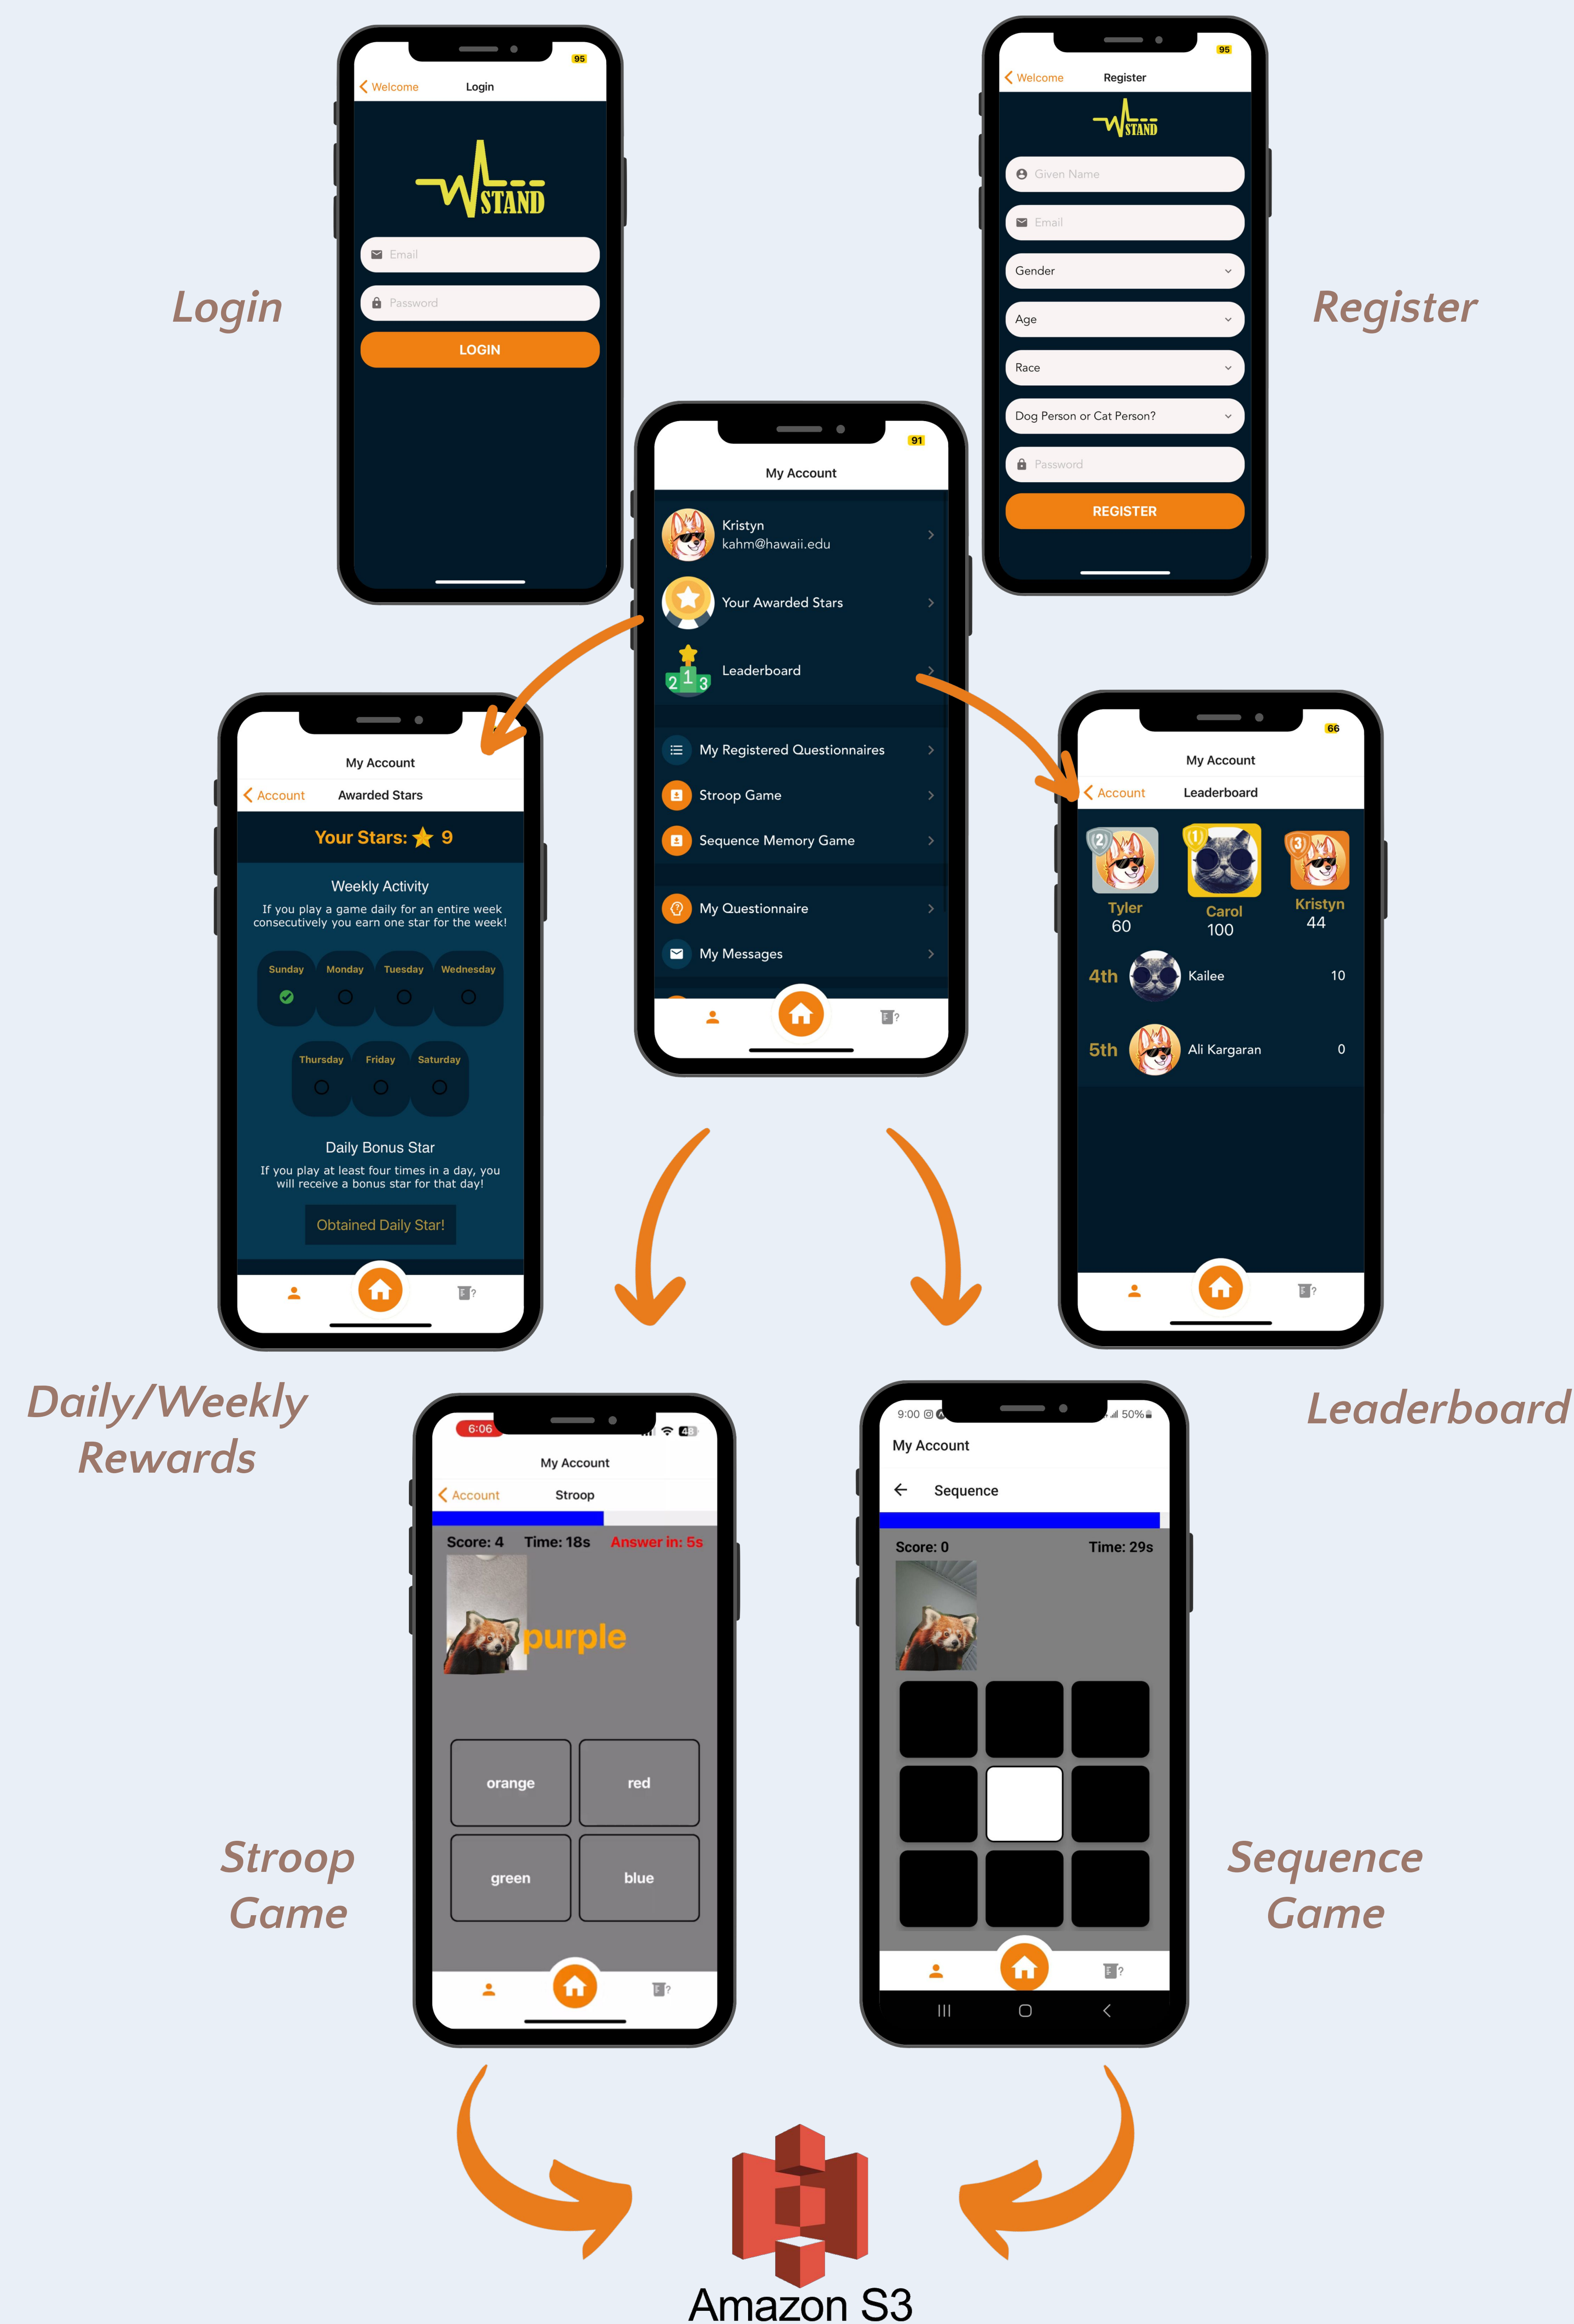 95
Welcome
Login
STAND
Email
Password
LOGIN
Login
95
Welcome
Register
STAND
Given Name
Email
Gender
Age
Race
Dog Person or Cat Person?
Password
REGISTER
Register
91
My Account
Kristyn
kahm@hawaii.edu
Your Awarded Stars
2 1 3
Leaderboard
My Registered Questionnaires
Stroop Game
Sequence Memory Game
My Questionnaire
My Messages
My Account
Account
Awarded Stars
Your Stars: 9
Weekly Activity
If you play a game daily for an entire week
consecutively you earn one star for the week!
Sunday Monday Tuesday Wednesday
Thursday Friday Saturday
Daily Bonus Star
If you play at least four times in a day, you
will receive a bonus star for that day!
Obtained Daily Star!
Daily/Weekly
Rewards
66
My Account
Account
Leaderboard
2 1 3
Tyler Carol Kristyn
60 100 44
4th Kailee 10
5th Ali Kargaran 0
Leaderboard
6:06
48
My Account
Account
Stroop
Score: 4 Time: 18s Answer in: 5s
purple
orange red
green blue
Stroop
Game
9:00
50%
My Account
Sequence
Score: 0 Time: 29s
Sequence
Game
Amazon S3